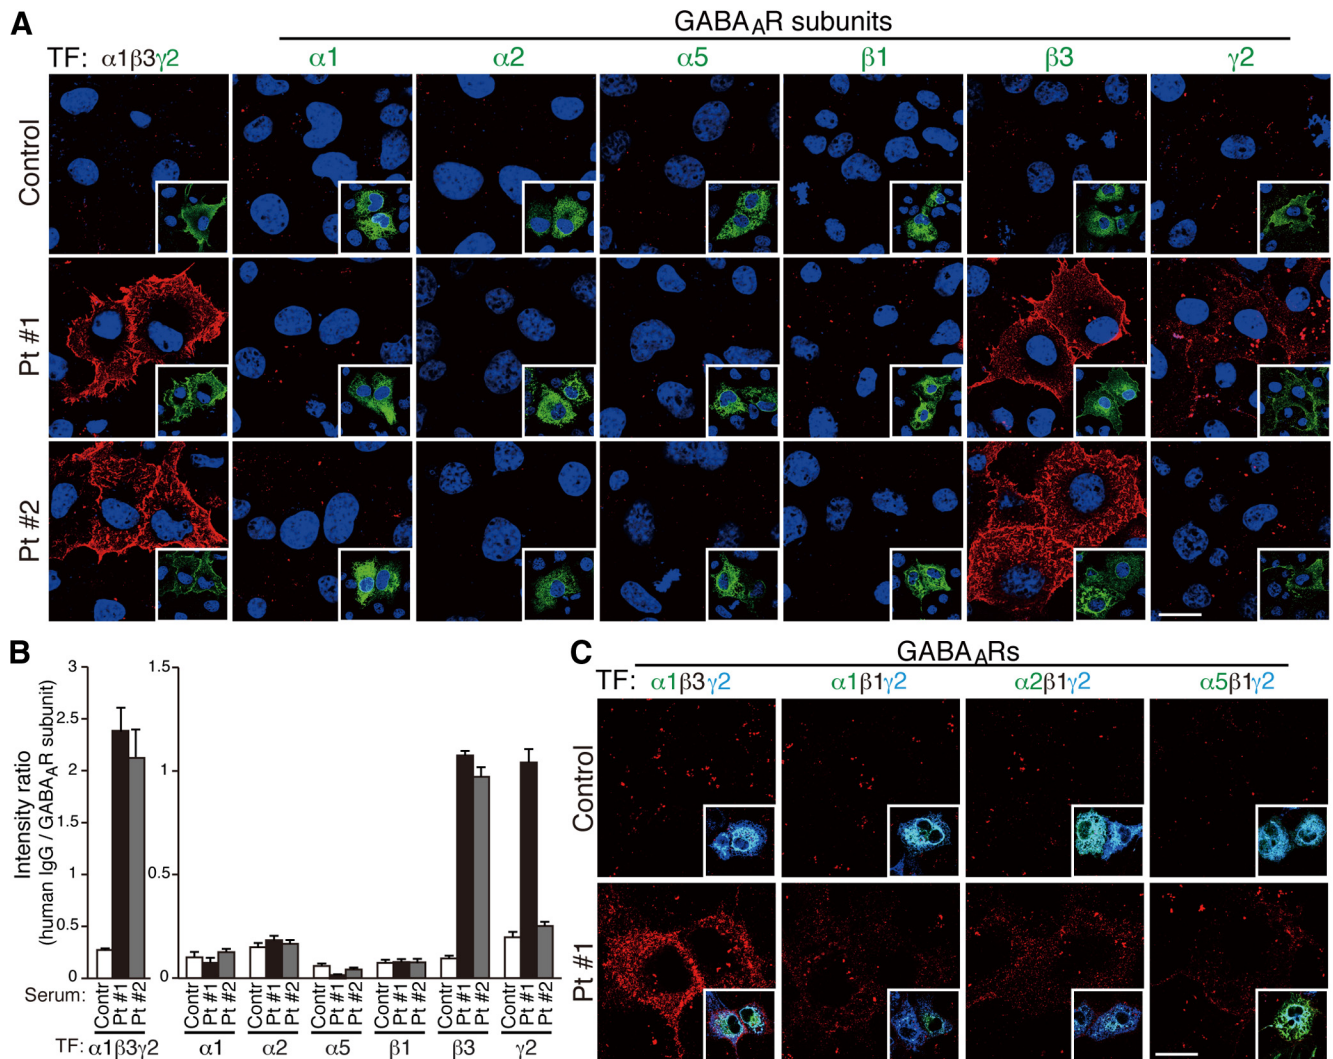 A
GABA_AR subunits
TF: α1β3γ2 α1 α2 α5 β1 β3 γ2
Control
Pt #1
Pt #2
B
Intensity ratio
(human IgG / GABA_AR subunit)
3 2.5 2 1.5 1 0.5 0
1.5 1 0.5 0
Serum: Contr Pt #1 Pt #2 Contr Pt #1 Pt #2 Contr Pt #1 Pt #2 Contr Pt #1 Pt #2 Contr Pt #1 Pt #2 Contr Pt #1 Pt #2 Contr Pt #1 Pt #2
TF: α1β3γ2 α1 α2 α5 β1 β3 γ2
C
GABA_ARs
TF: α1β3γ2 α1β1γ2 α2β1γ2 α5β1γ2
Control
Pt #1